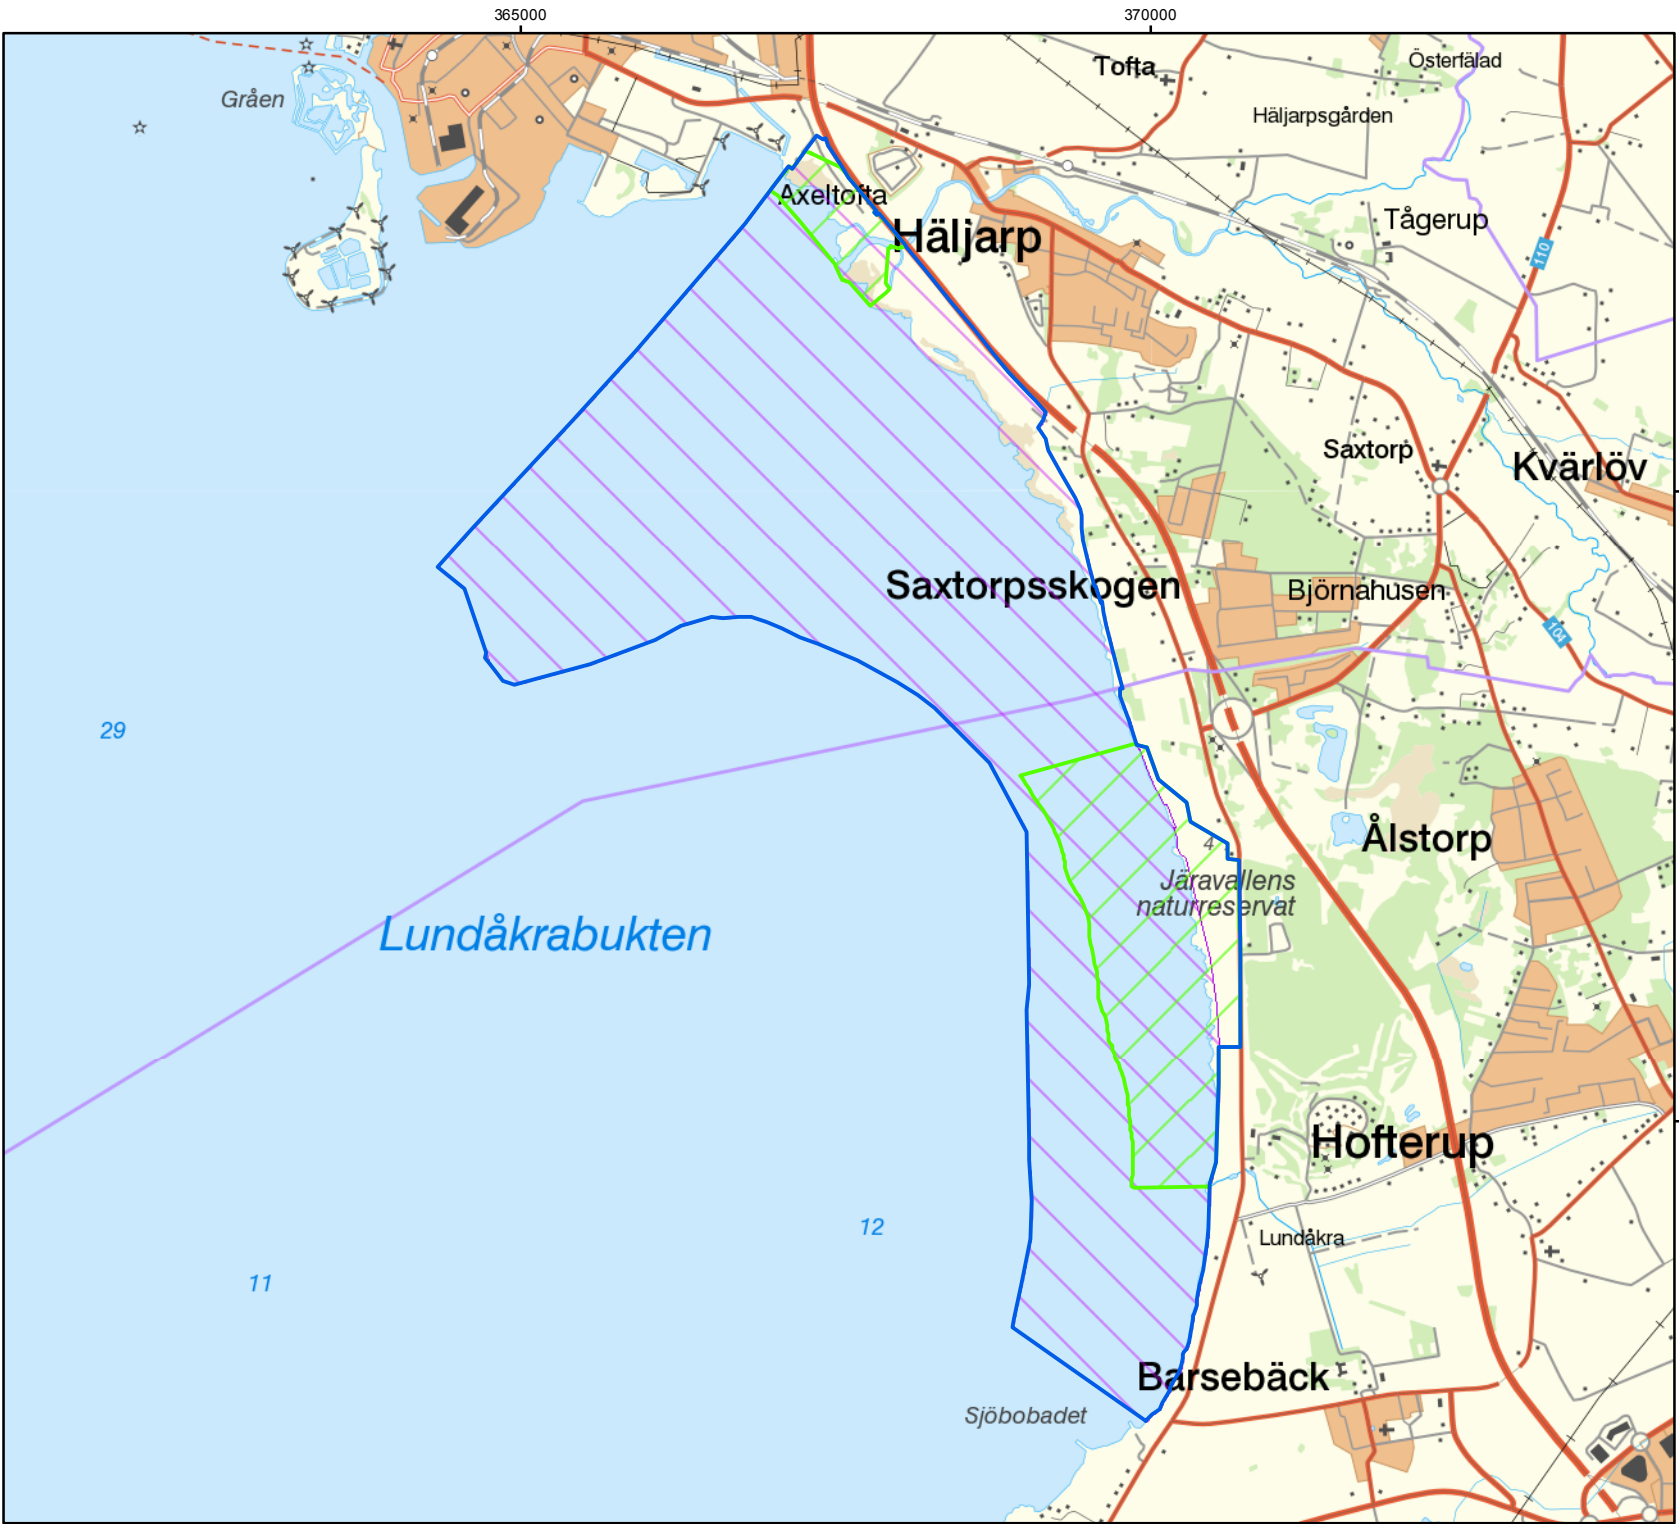 365000
370000
Tofta
Österfälad
Gråen
Häljarpsgården
Axeltofta
Tågerup
Häljarp
110
Saxtorp
Kvärlöv
Saxtorpsskogen
Björnahusen
104
29
Ålstorp
4
Järavallens
naturreservat
Lundåkrabukten
Hofterup
12
Lundåkra
11
Barsebäck
Sjöbobadet